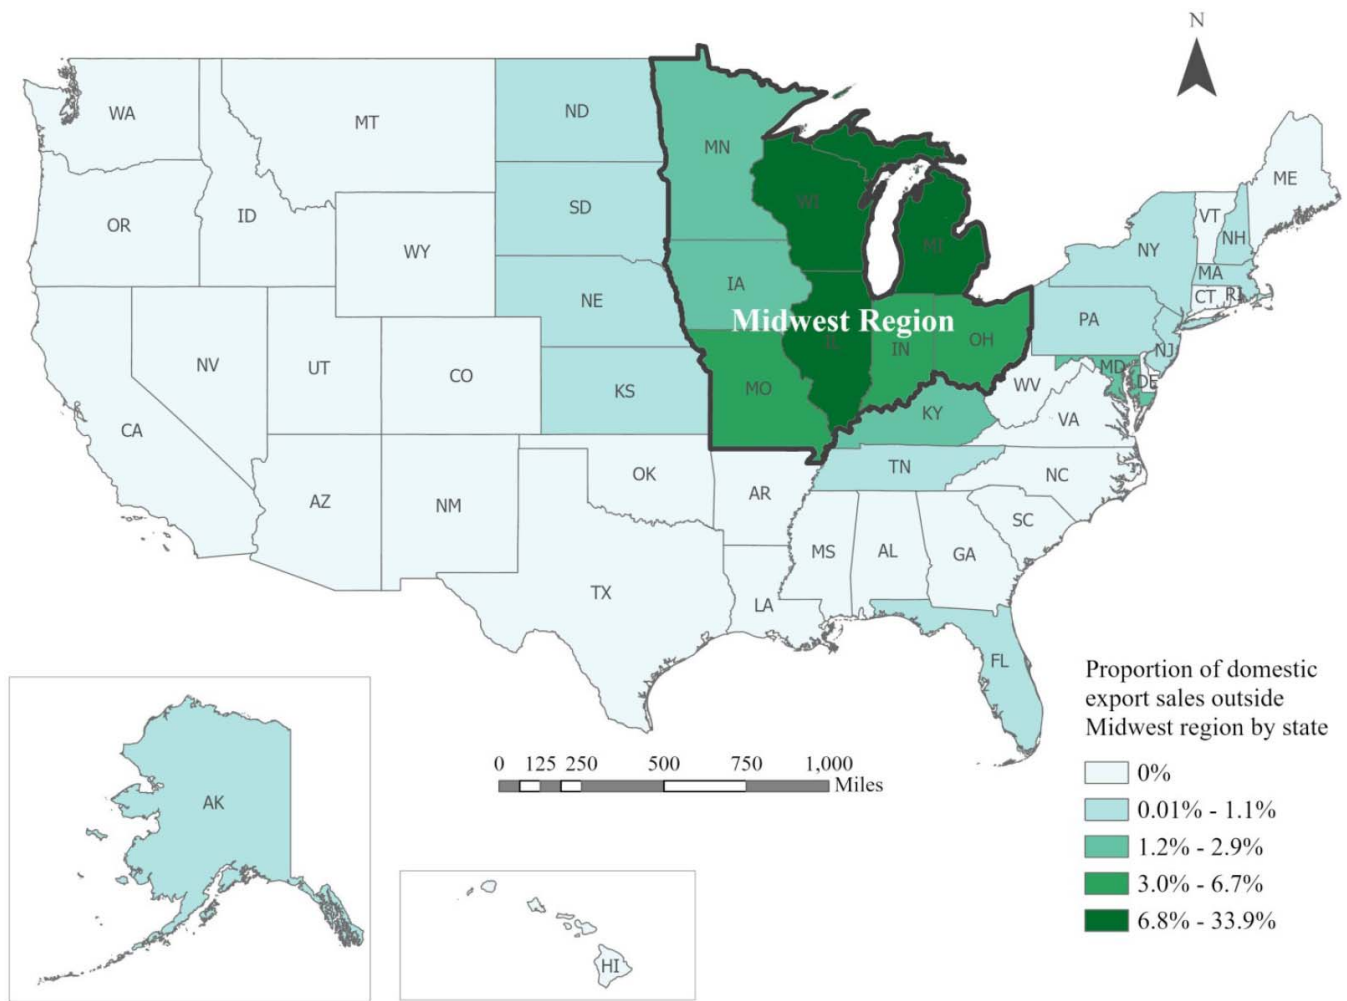 N
WA
MT
ND
MN
ME
OR
ID
SD
WI
MI
VT
NH
NY
WY
MA
IA
CT
RI
NE
PA
Midwest Region
NV
UT
CO
IL
IN
OH
NJ
MD
DE
KS
MO
WV
CA
KY
VA
TN
NC
OK
AZ
NM
AR
SC
MS
AL
GA
TX
LA
FL
AK
HI
0 125 250 500 750 1,000
Miles
Proportion of domestic
export sales outside
Midwest region by state
0%
0.01% - 1.1%
1.2% - 2.9%
3.0% - 6.7%
6.8% - 33.9%